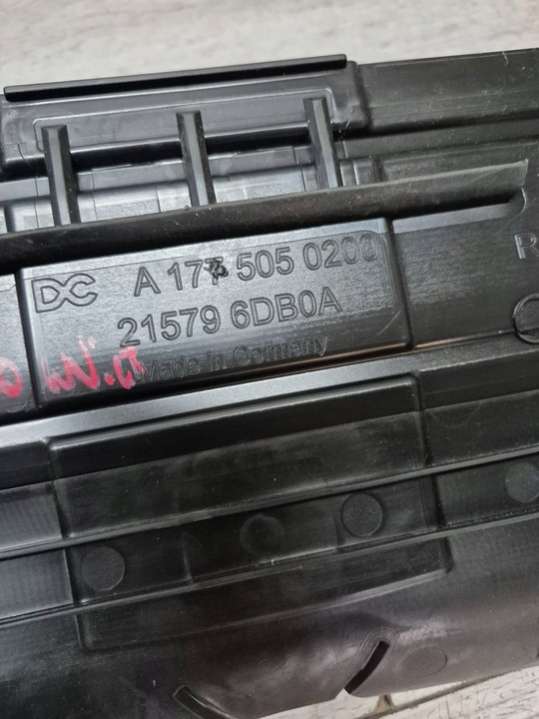 DC A 177 505 0200
21579 6DB0A
Made in Germany
R